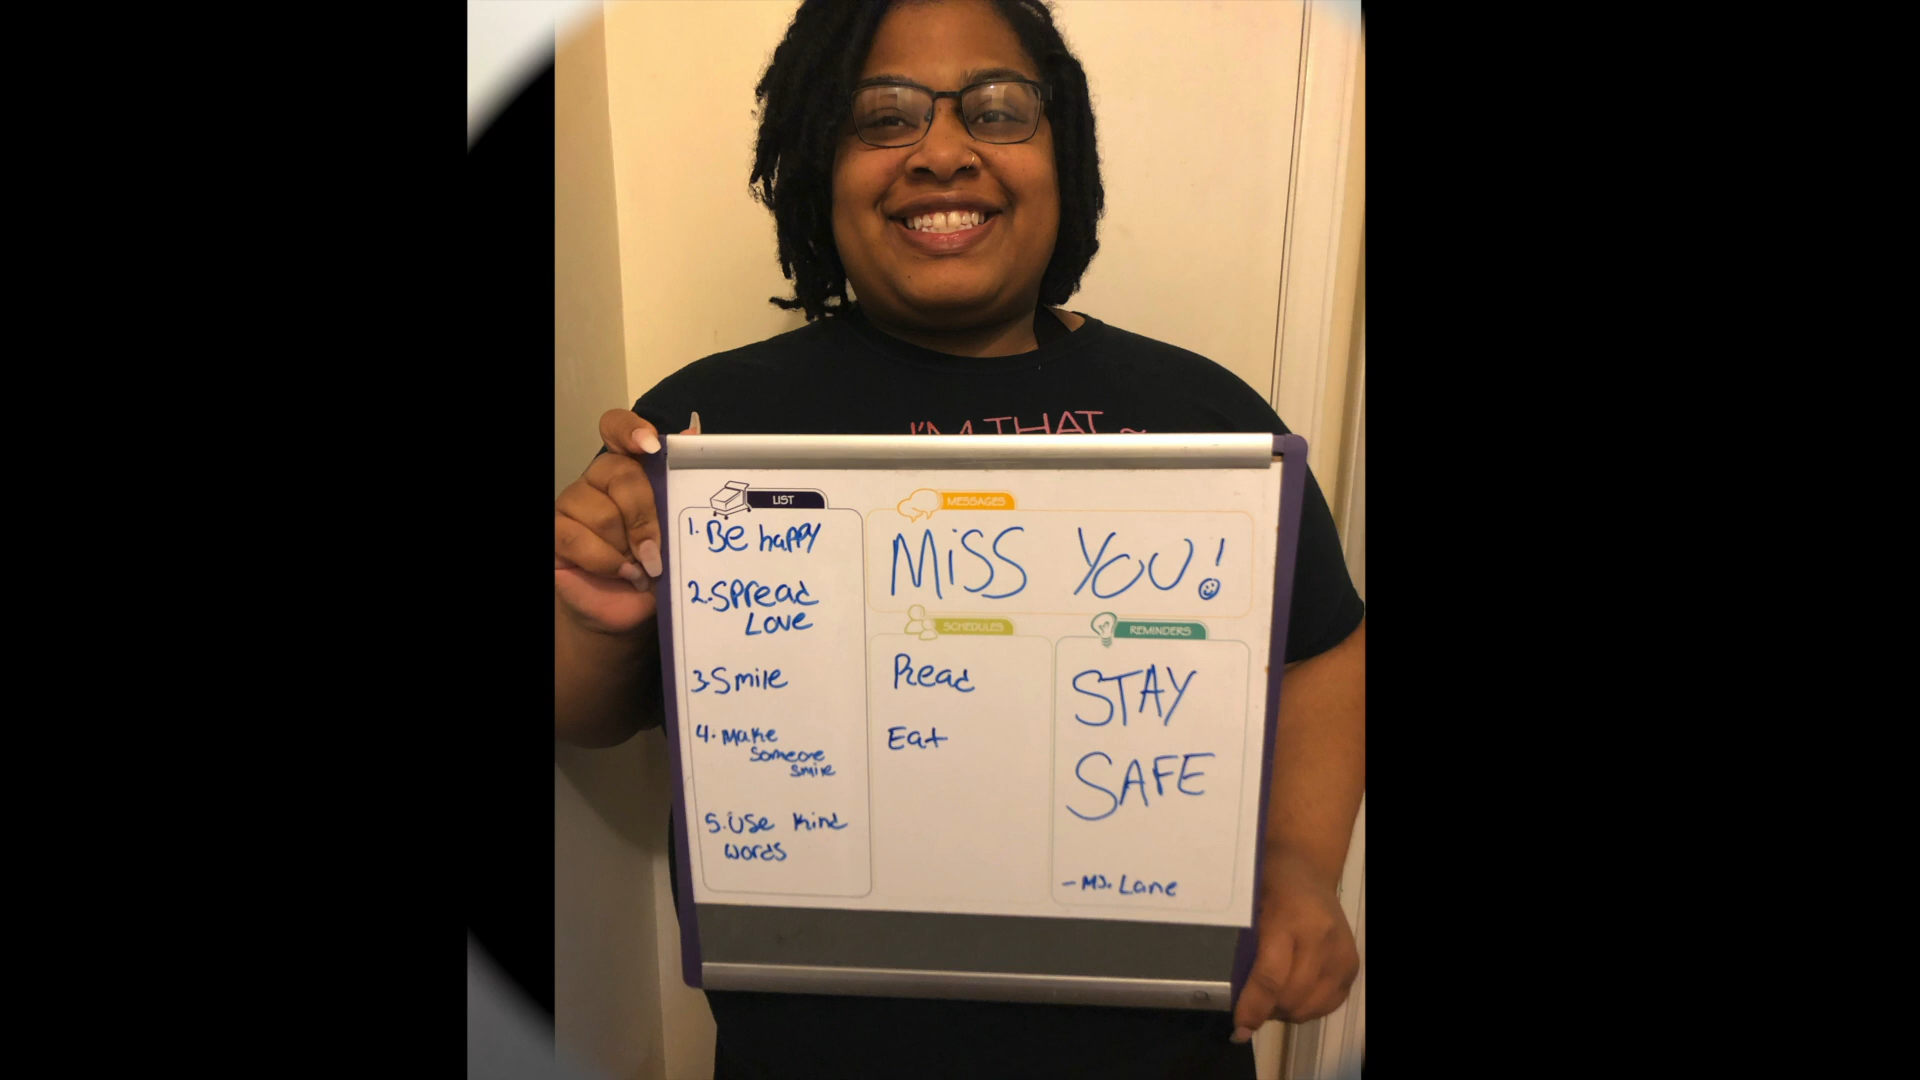 I'M THAT
LIST
1. Be happy
2. Spread
Love
3. Smile
4. Make
Someone
Smile
5. Use Kind
words
MESSAGES
MiSS YOU!
SCHEDULES
Read
Eat
REMINDERS
STAY
SAFE
- Ms. Lane